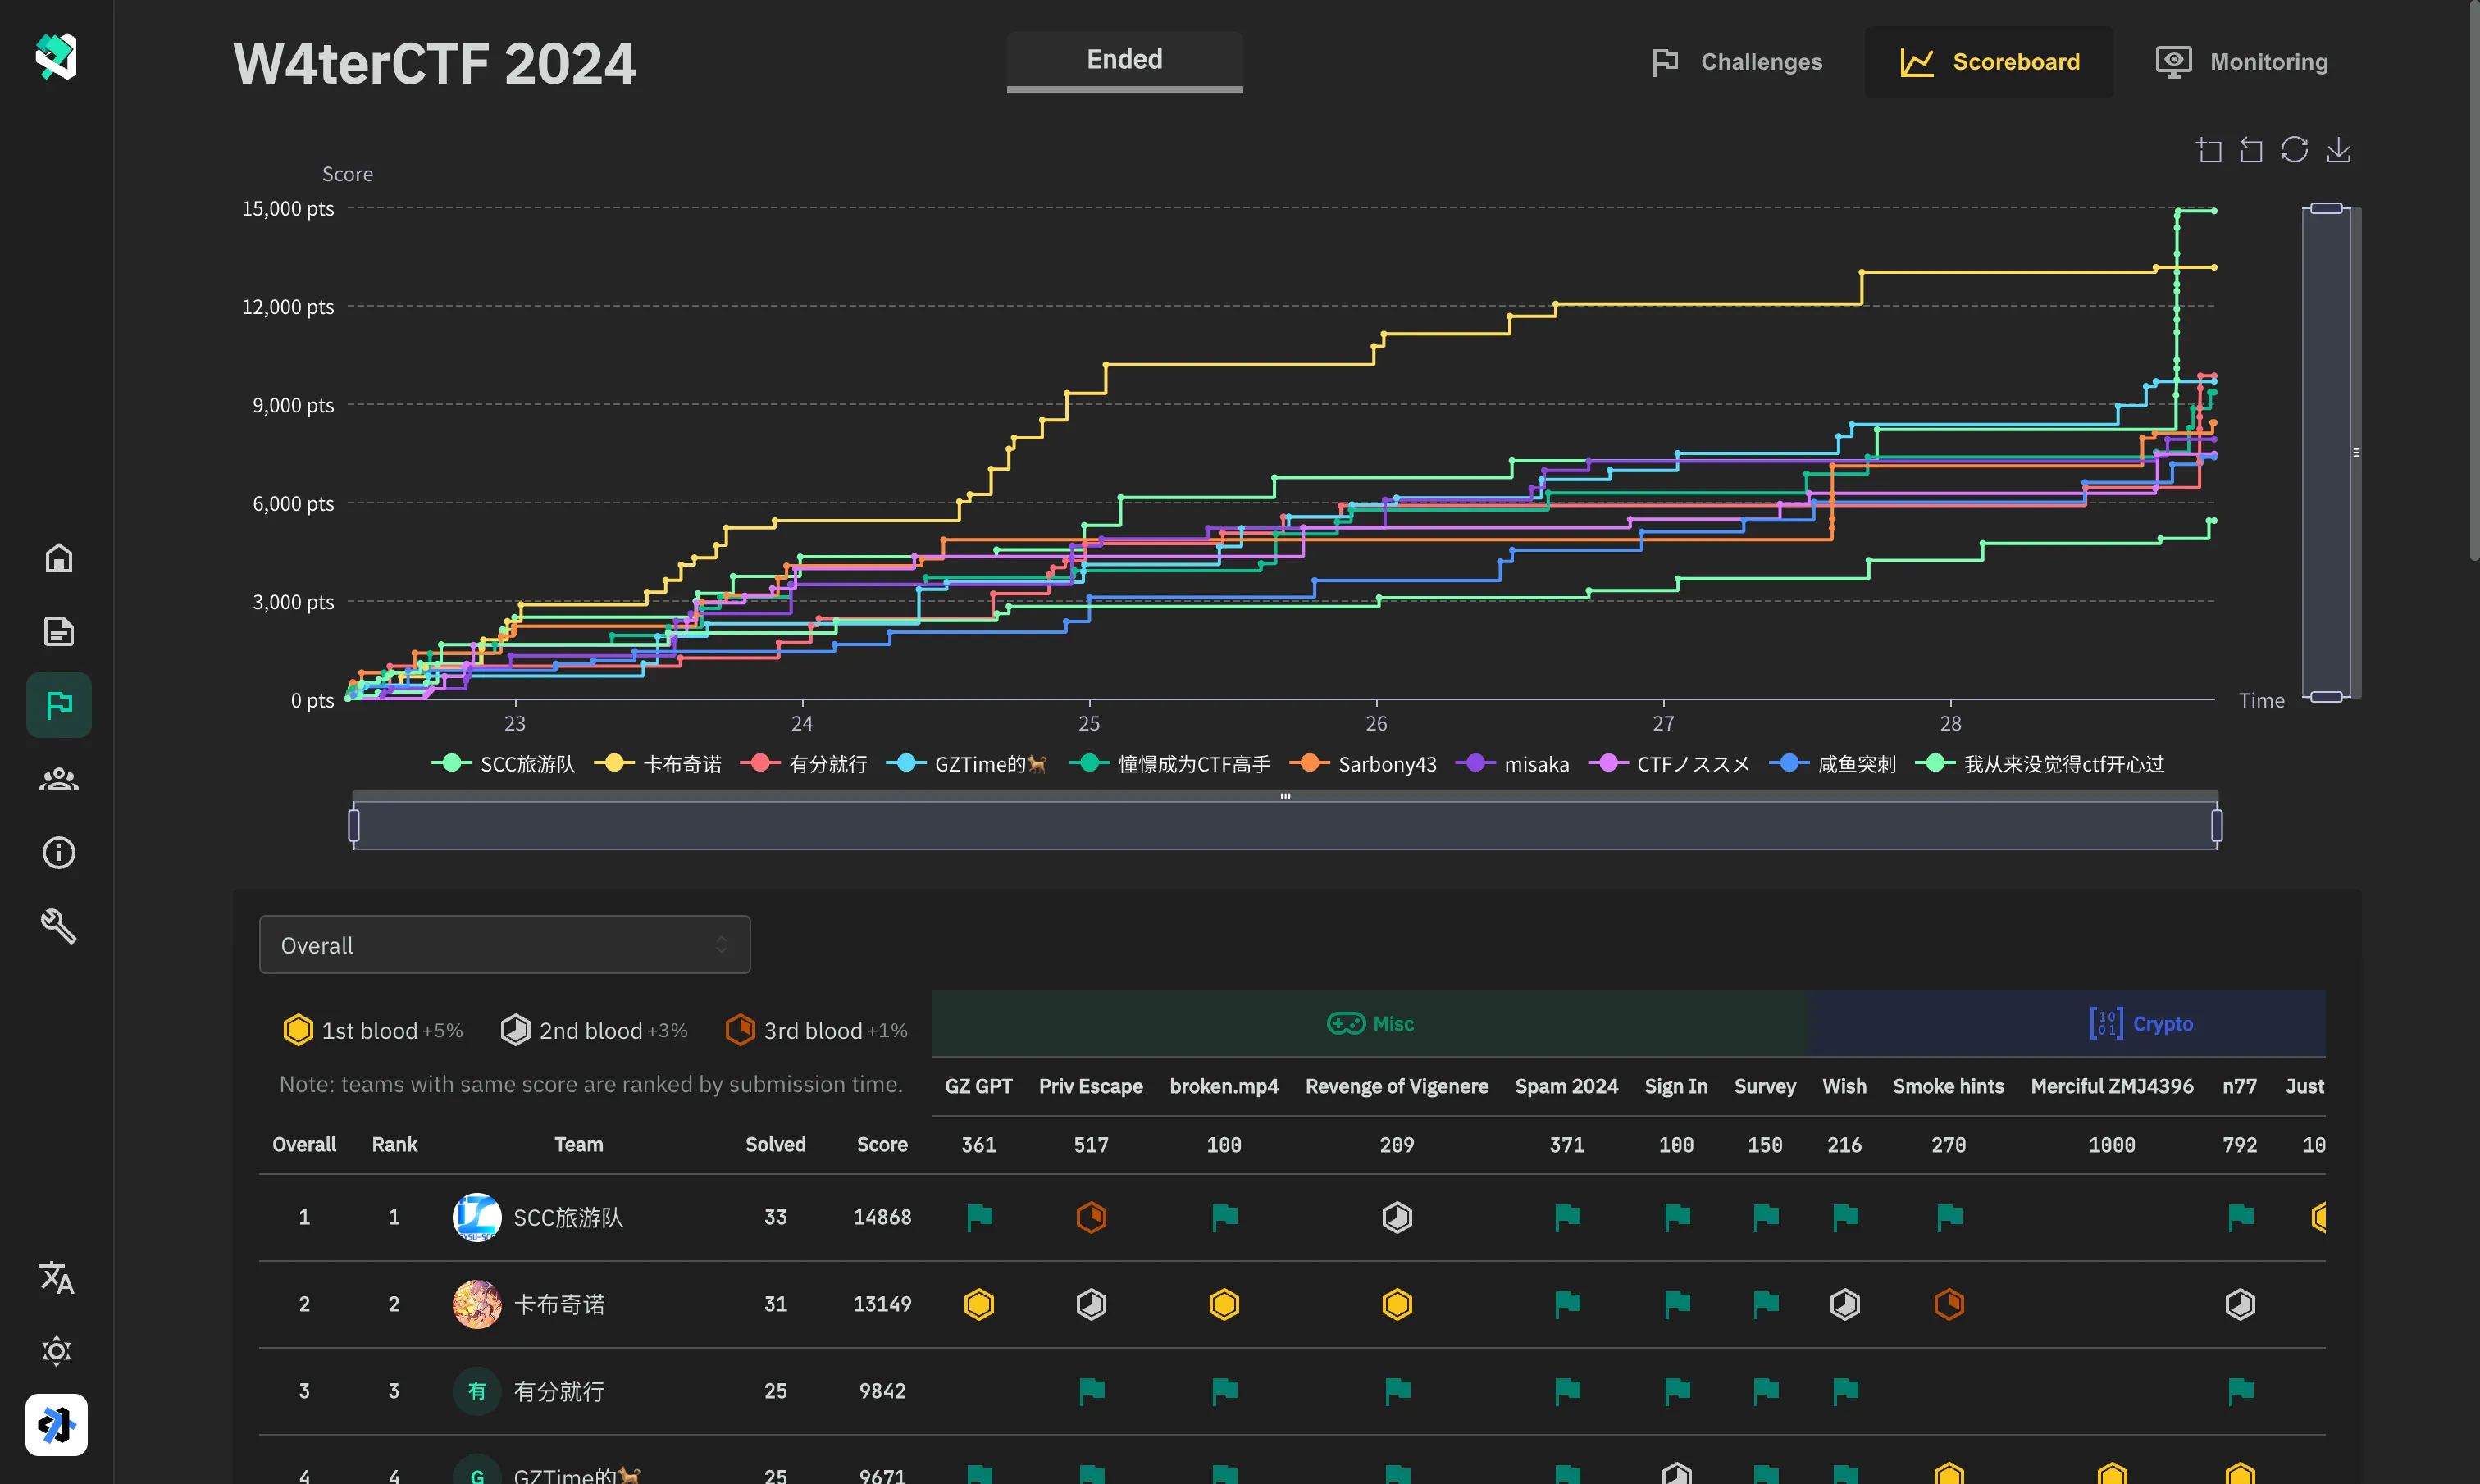 W4terCTF 2024
Ended
Challenges
Scoreboard
Monitoring
Score
15,000 pts
12,000 pts
9,000 pts
6,000 pts
3,000 pts
0 pts
23 24 25 26 27 28
Time
SCC旅游队 卡布奇诺 有分就行 GZTime的🐕 憧憬成为CTF高手 Sarbony43 misaka CTFノススメ 咸鱼突刺 我从来没觉得ctf开心过
Overall
1st blood +5% 2nd blood +3% 3rd blood +1%
Note: teams with same score are ranked by submission time.
Misc Crypto
GZ GPT Priv Escape broken.mp4 Revenge of Vigenere Spam 2024 Sign In Survey Wish Smoke hints Merciful ZMJ4396 n77 Just
Overall Rank Team Solved Score 361 517 100 209 371 100 150 216 270 1000 792 10
1 1 SCC旅游队 33 14868
2 2 卡布奇诺 31 13149
3 3 有 有分就行 25 9842
4 4 G GZTime的🐕 25 9671